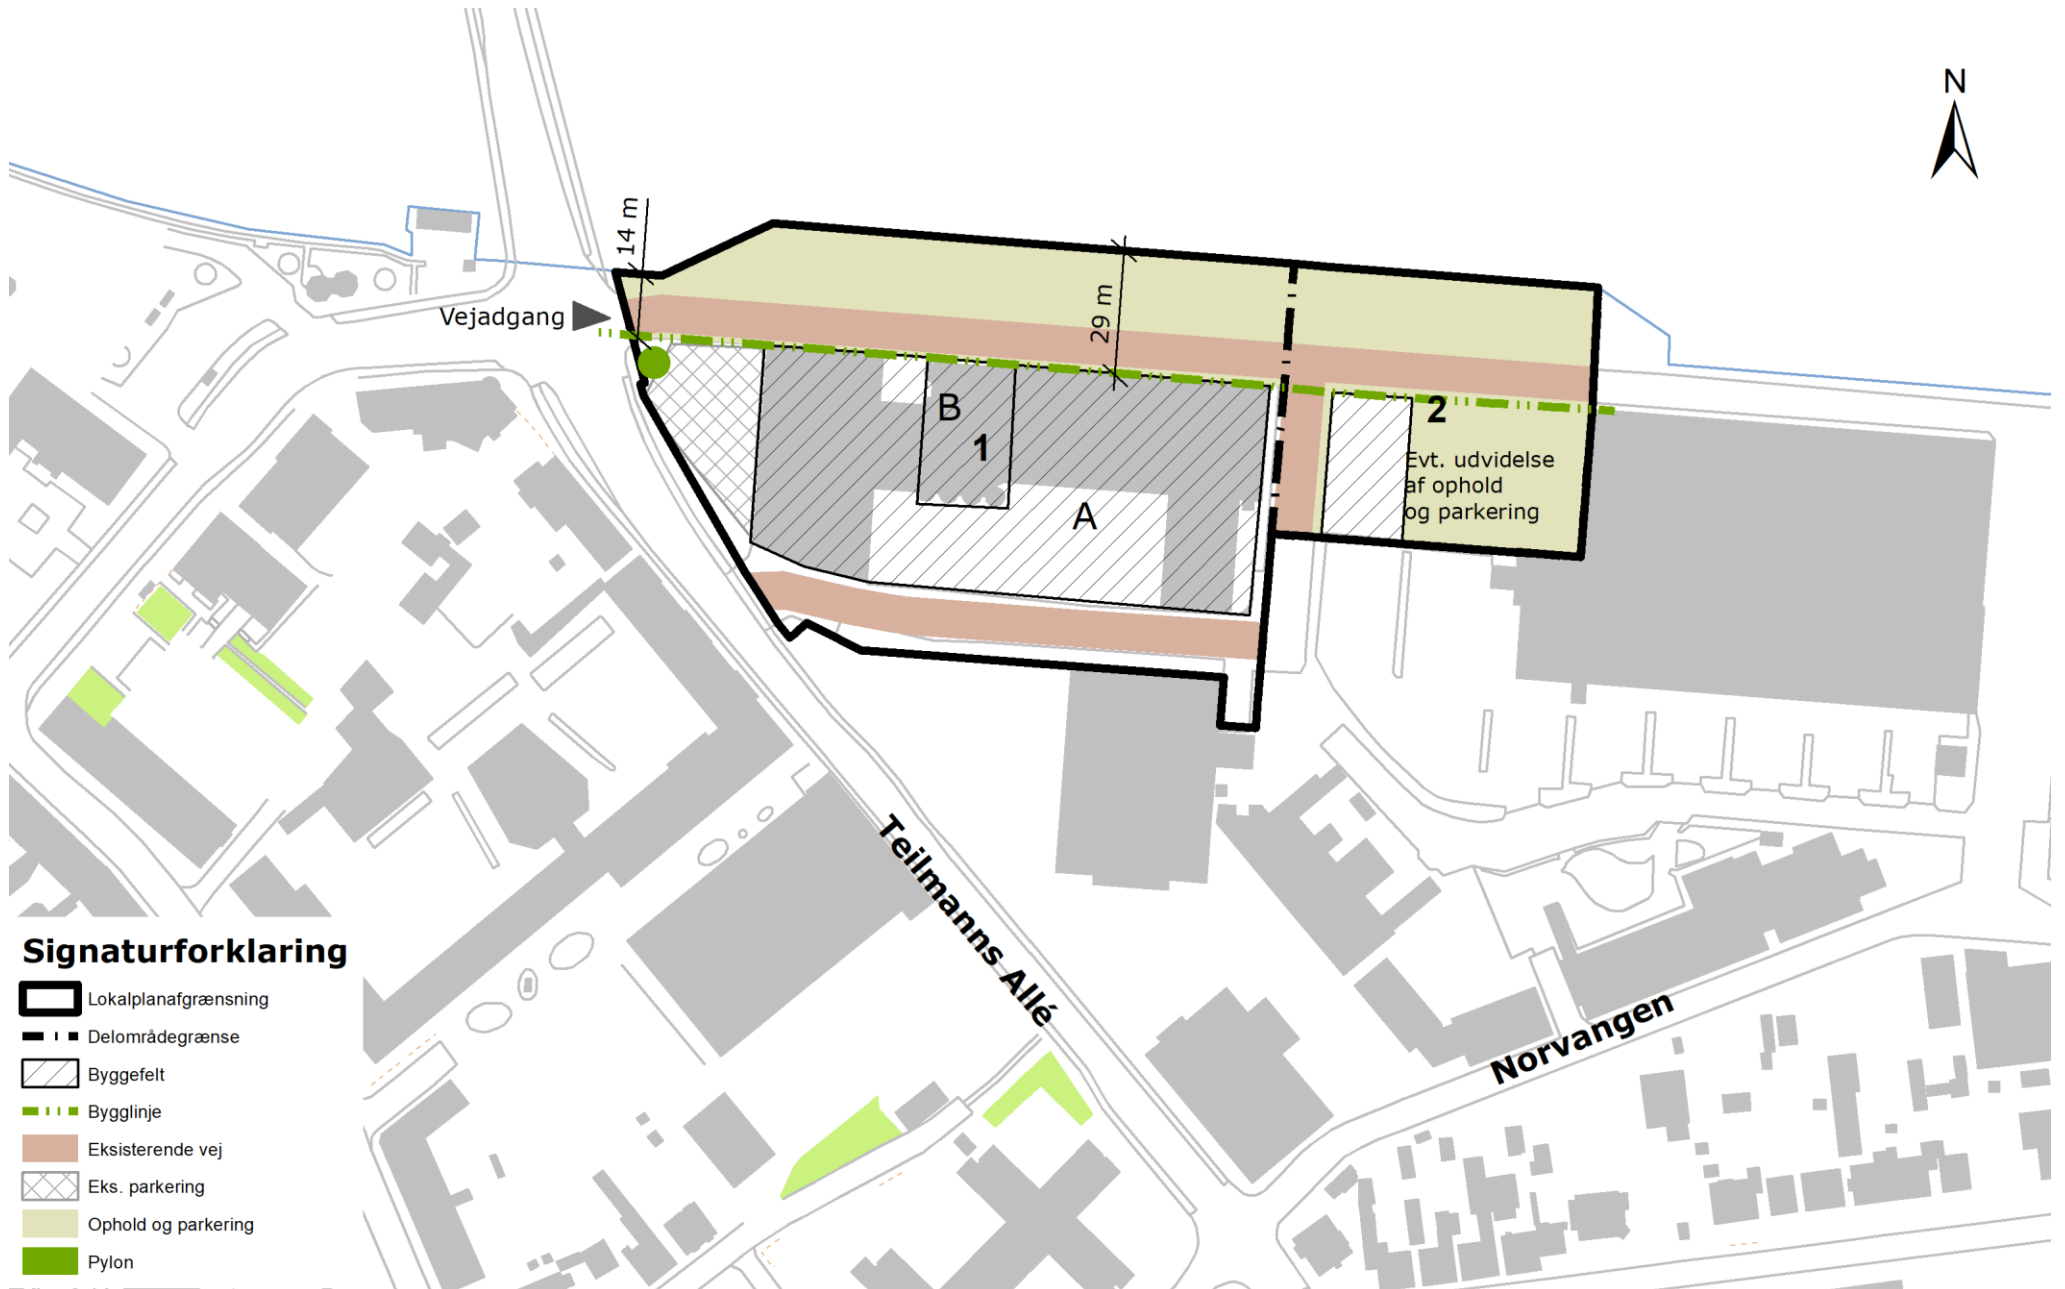 N
14 m
Vejadgang
29 m
B
1
2
A
Evt. udvidelse
af ophold
og parkering
Teilmanns Allé
Norvangen
Signaturforklaring
Lokalplanafgrænsning
Delområdegrænse
Byggefelt
Bygglinje
Eksisterende vej
Eks. parkering
Ophold og parkering
Pylon